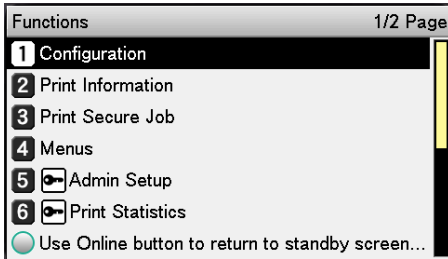 Functions 1/2 Page
1 Configuration
2 Print Information
3 Print Secure Job
4 Menus
5 Admin Setup
6 Print Statistics
Use Online button to return to standby screen...